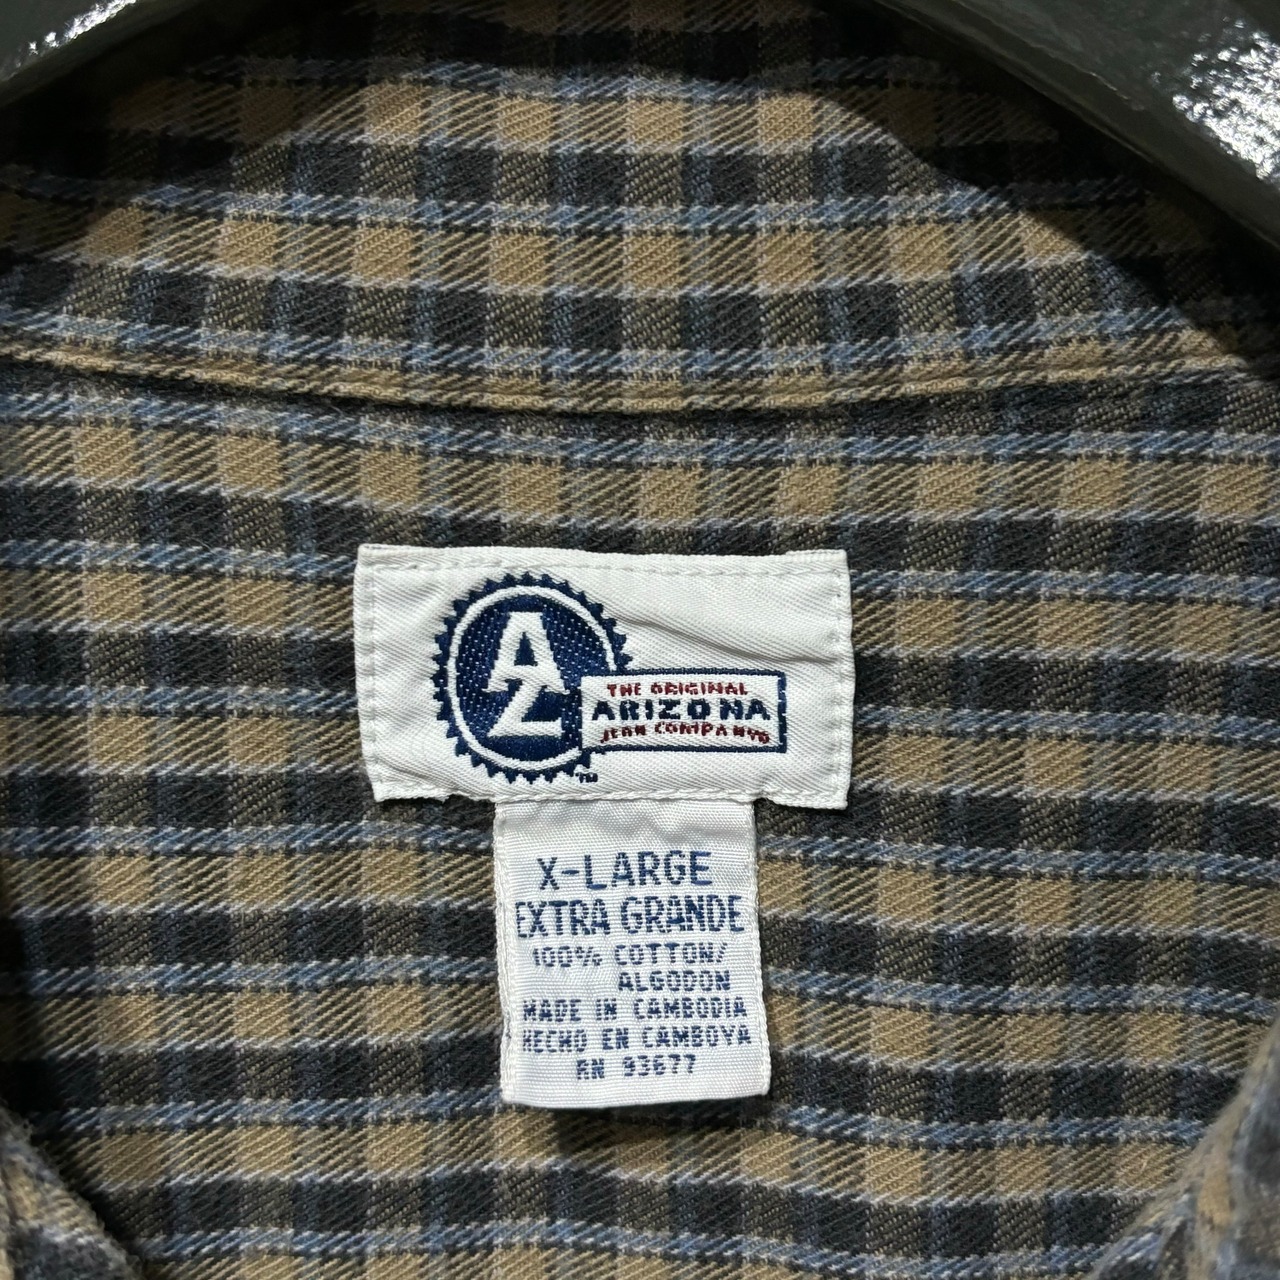 AZ
THE ORIGINAL
ARIZONA
JEAN COMPANY®
TM
X-LARGE
EXTRA GRANDE
100% COTTON/
ALGODON
MADE IN CAMBODIA
HECHO EN CAMBOYA
RN 93677